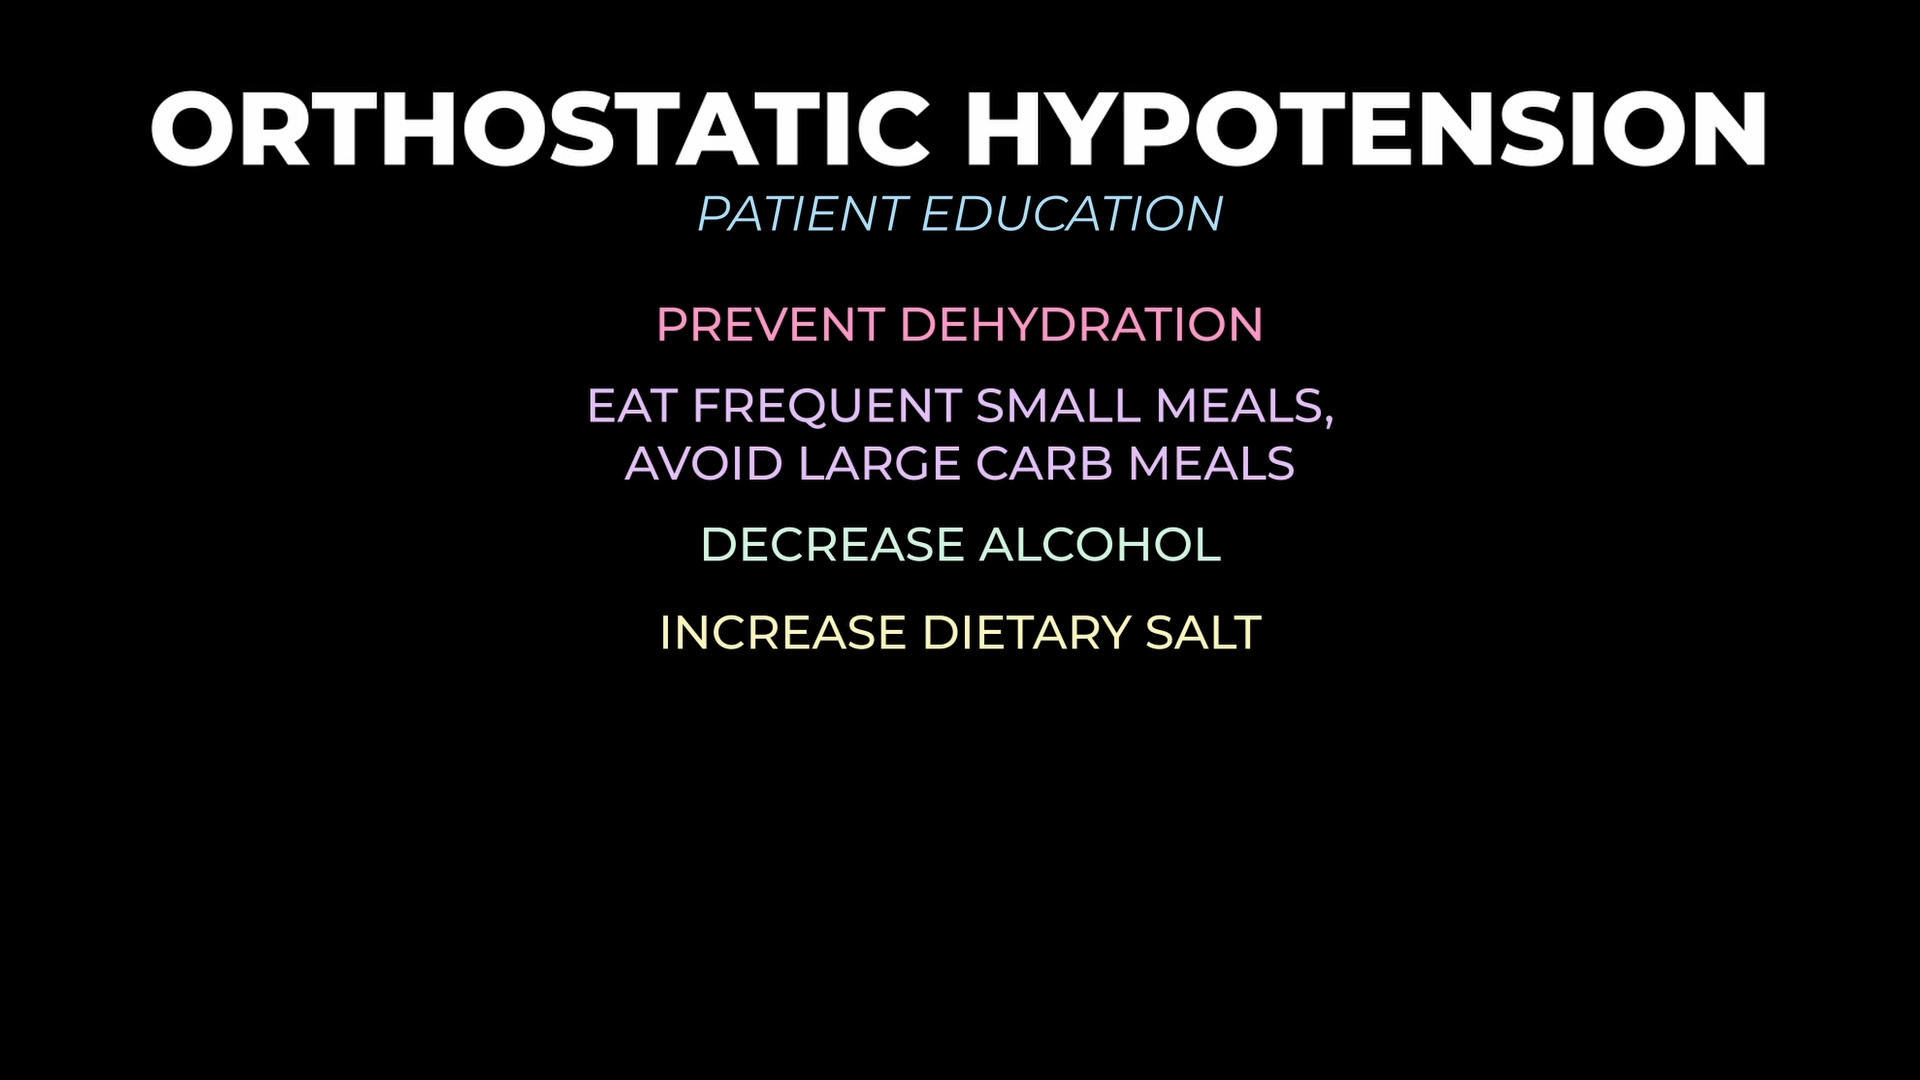 ORTHOSTATIC HYPOTENSION
PATIENT EDUCATION
PREVENT DEHYDRATION
EAT FREQUENT SMALL MEALS,
AVOID LARGE CARB MEALS
DECREASE ALCOHOL
INCREASE DIETARY SALT